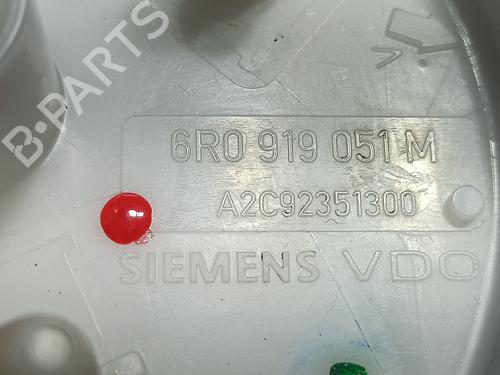 B-PARTS
6R0 919 051 M
A2C92351300
SIEMENS VDO